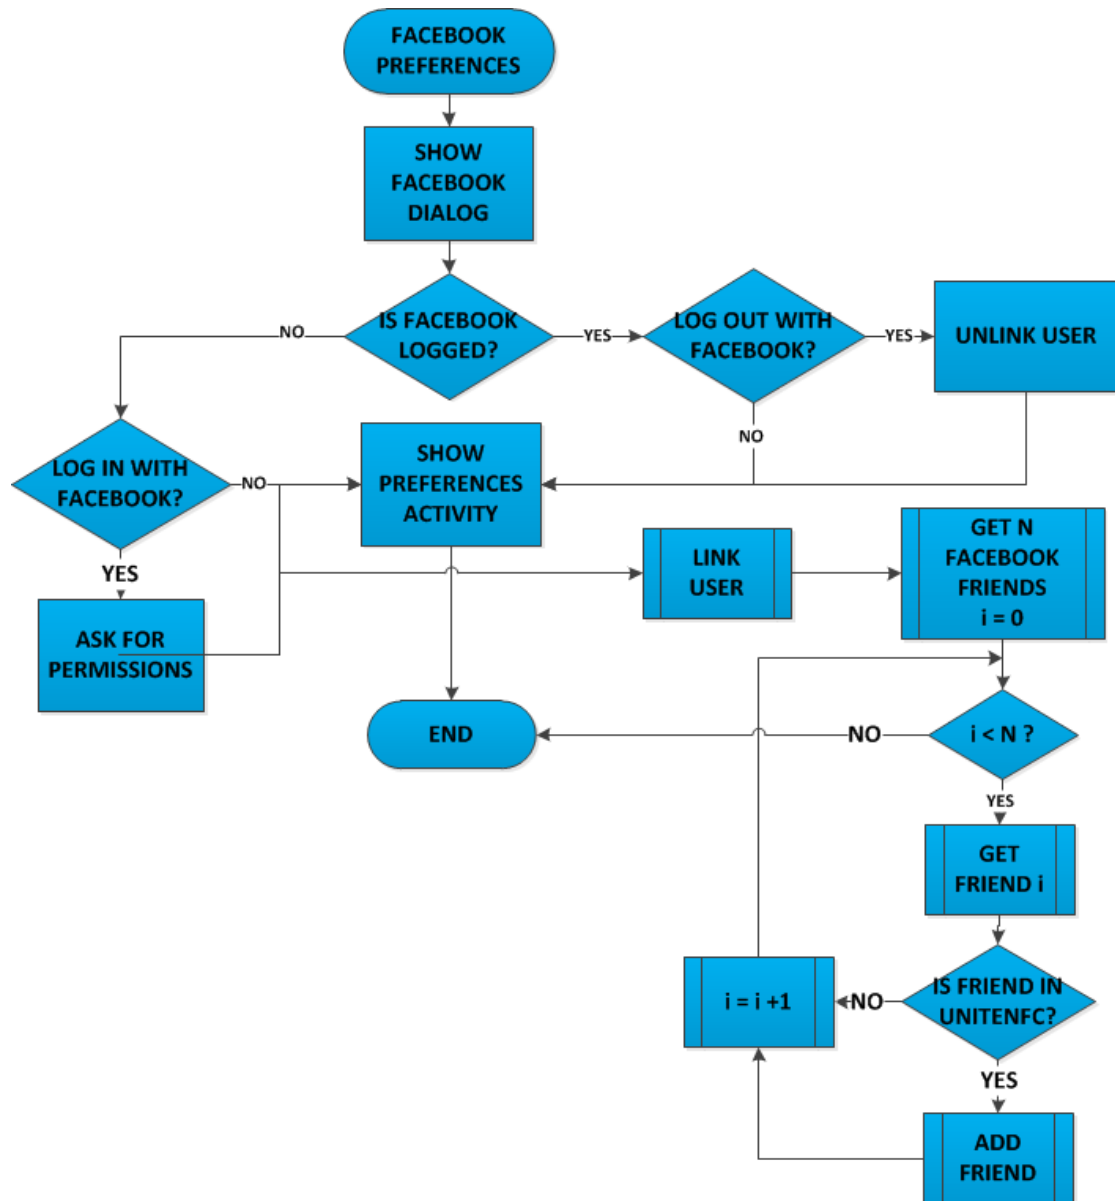 FACEBOOK
PREFERENCES
SHOW
FACEBOOK
DIALOG
IS FACEBOOK
LOGGED?
NO
YES
LOG OUT WITH
FACEBOOK?
YES
UNLINK USER
NO
LOG IN WITH
FACEBOOK?
NO
SHOW
PREFERENCES
ACTIVITY
YES
ASK FOR
PERMISSIONS
LINK
USER
GET N
FACEBOOK
FRIENDS
i = 0
i < N ?
NO
END
YES
GET
FRIEND i
IS FRIEND IN
UNITENFC?
NO
i = i +1
YES
ADD
FRIEND